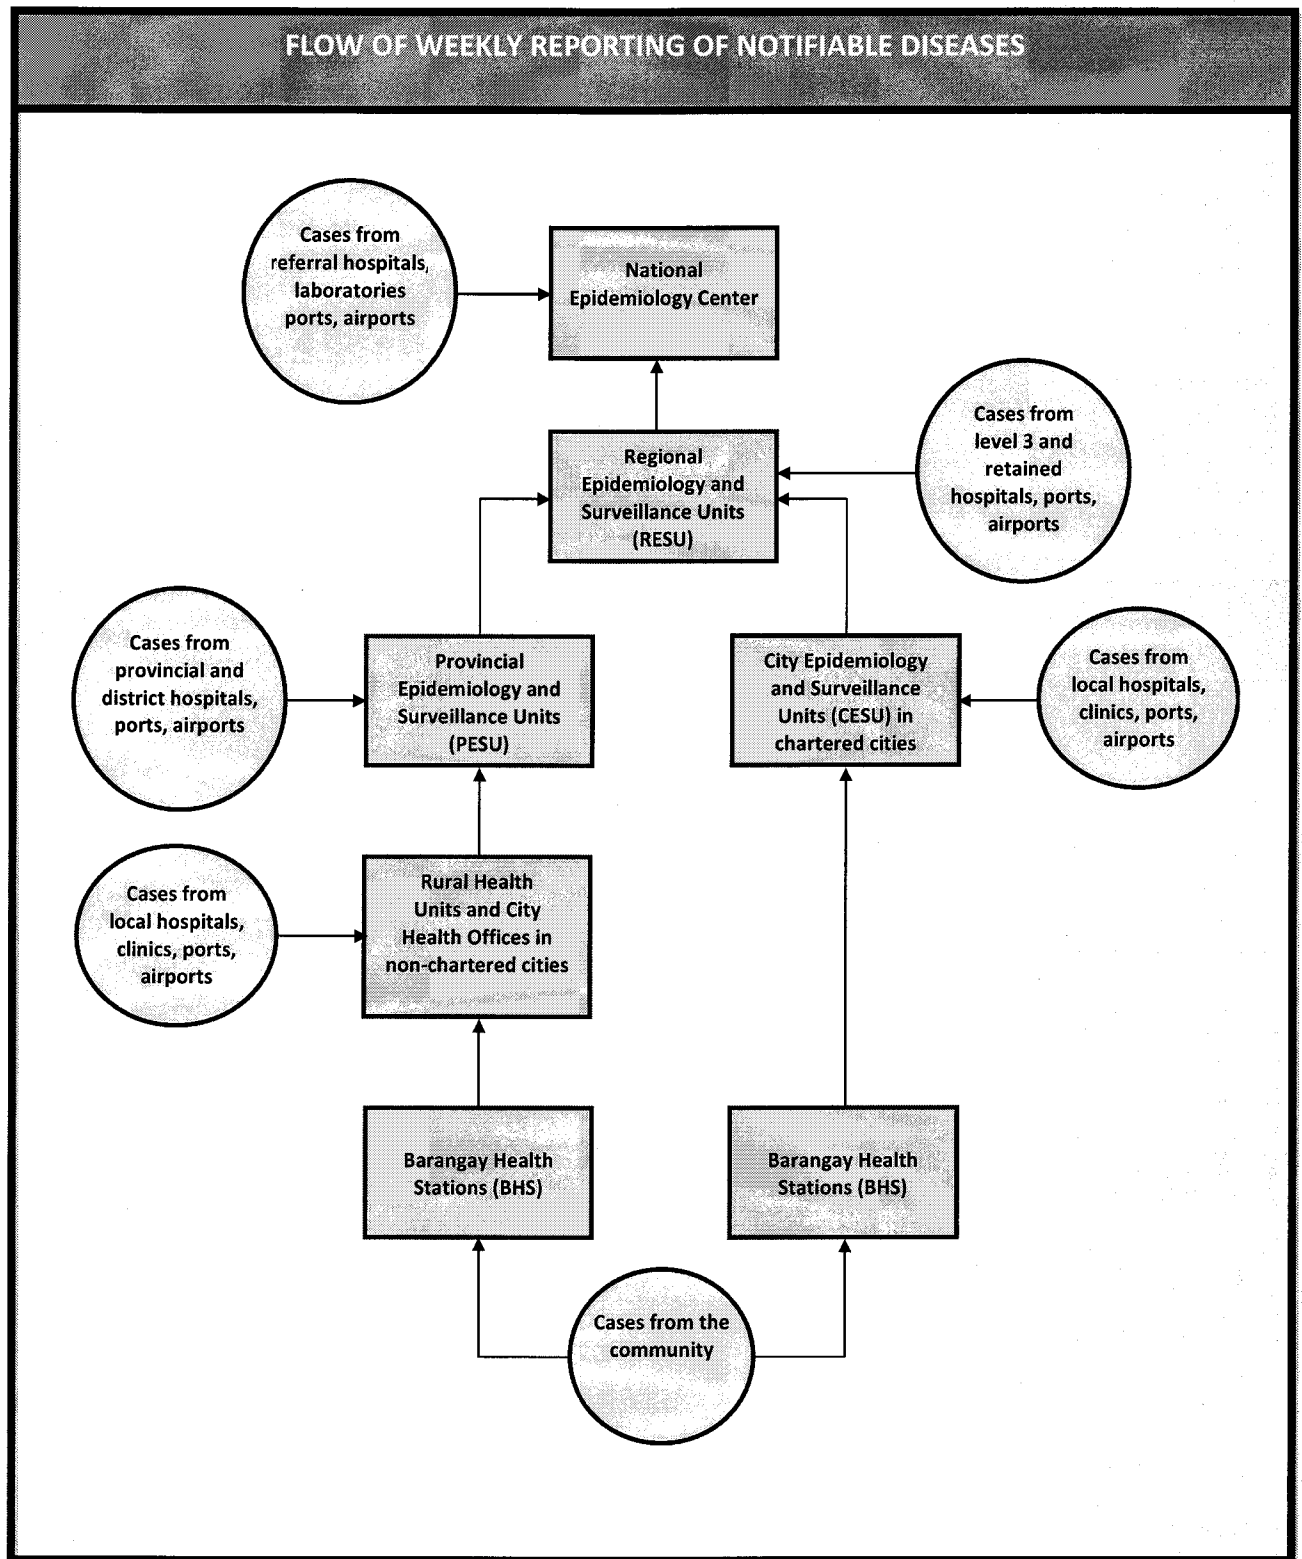 FLOW OF WEEKLY REPORTING OF NOTIFIABLE DISEASES
Cases from
referral hospitals,
laboratories
ports, airports
National
Epidemiology Center
Cases from
level 3 and
retained
hospitals, ports,
airports
Regional
Epidemiology and
Surveillance Units
(RESU)
Cases from
provincial and
district hospitals,
ports, airports
Provincial
Epidemiology and
Surveillance Units
(PESU)
City Epidemiology
and Surveillance
Units (CESU) in
chartered cities
Cases from
local hospitals,
clinics, ports,
airports
Cases from
local hospitals,
clinics, ports,
airports
Rural Health
Units and City
Health Offices in
non-chartered cities
Barangay Health
Stations (BHS)
Barangay Health
Stations (BHS)
Cases from the
community